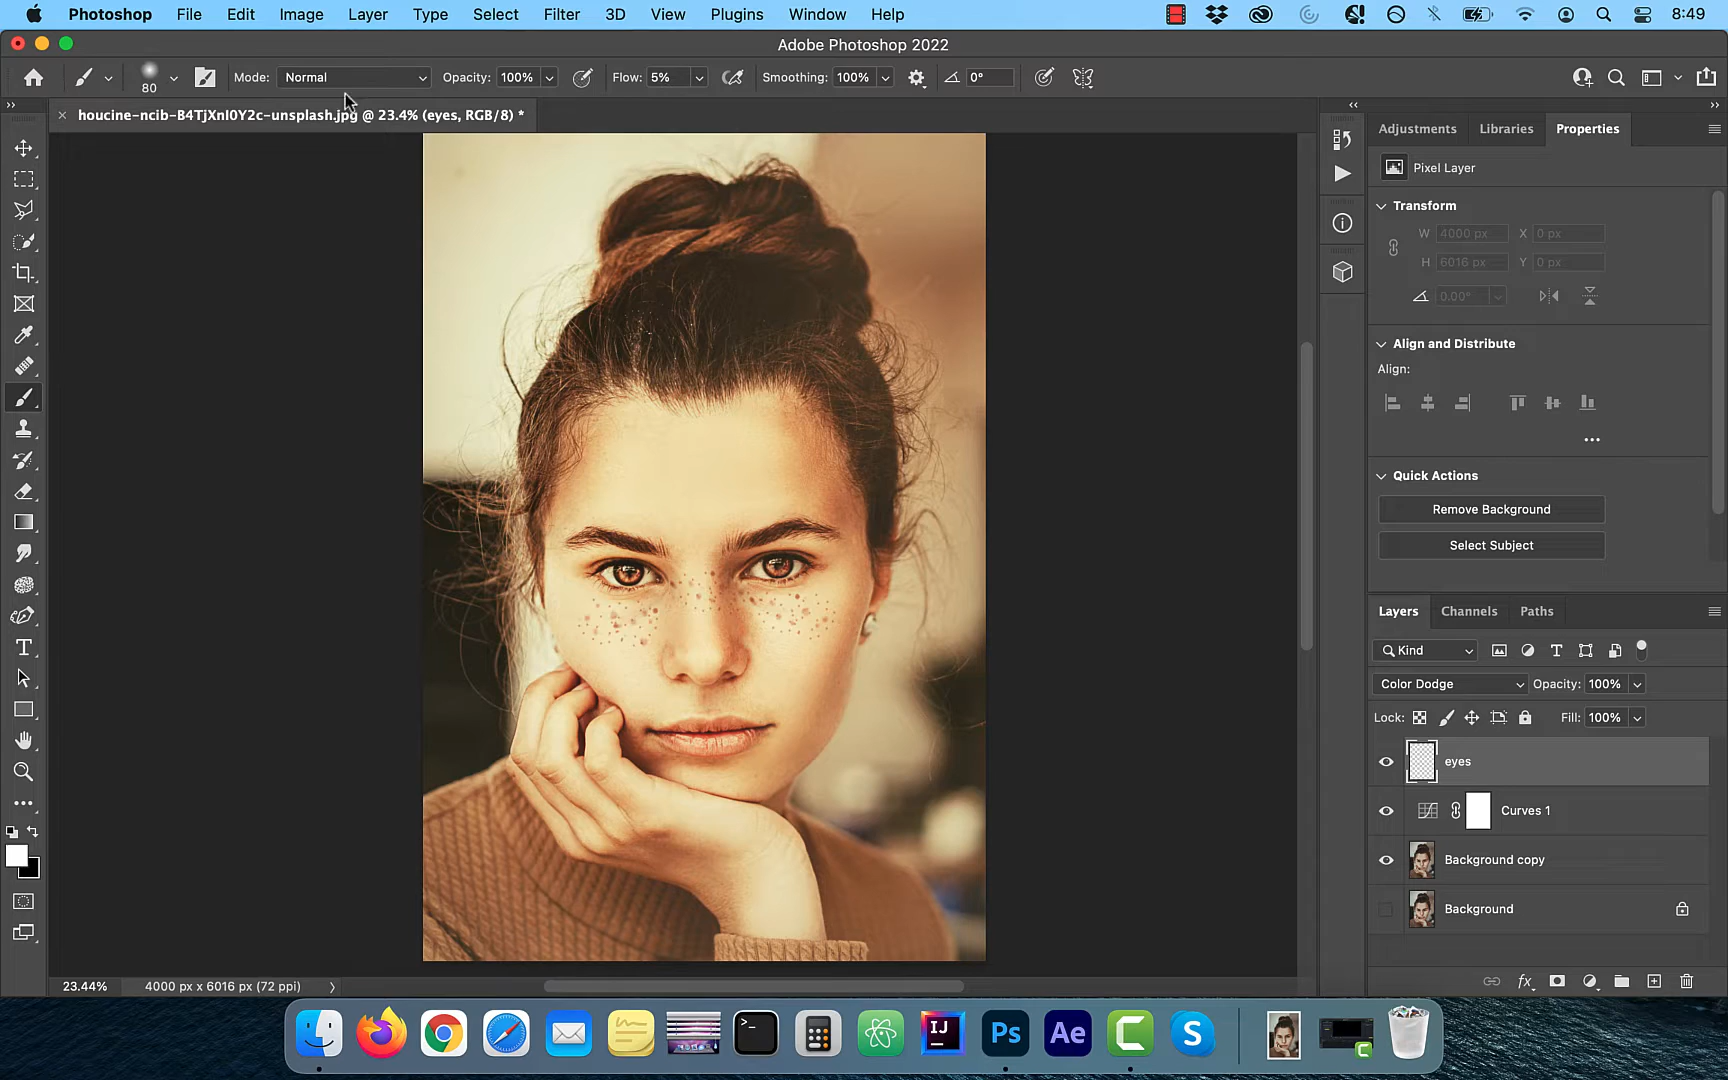 Photoshop File Edit Image Layer Type Select Filter 3D View Plugins Window Help 8:49
Adobe Photoshop 2022
80 Mode: Normal Opacity: 100% Flow: 5% Smoothing: 100% 0°
houcine-ncib-B4TjXnI0Y2c-unsplash.jpg @ 23.4% (eyes, RGB/8) *
Adjustments Libraries Properties
Pixel Layer
Transform
W 4000 px X 0 px
H 6016 px Y 0 px
0.00°
Align and Distribute
Align:
Quick Actions
Remove Background
Select Subject
Layers Channels Paths
Kind
Color Dodge Opacity: 100%
Lock: Fill: 100%
eyes
Curves 1
Background copy
Background
fx
23.44% 4000 px x 6016 px (72 ppi)
IJ Ps Ae C S